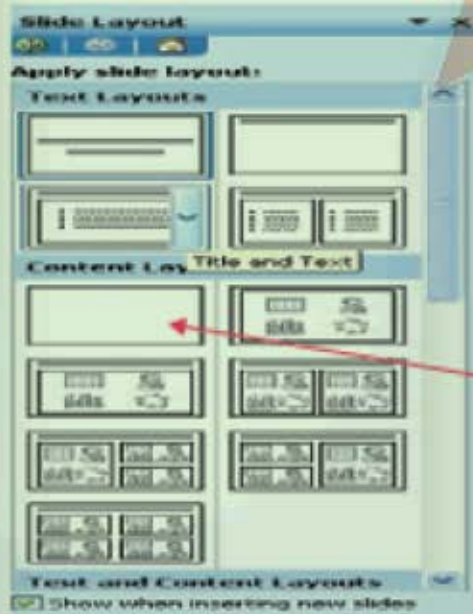 Slide Layout
Apply slide layout:
Text Layouts
Title and Text
Content Lay
Text and Content Layouts
Show when inserting new slides